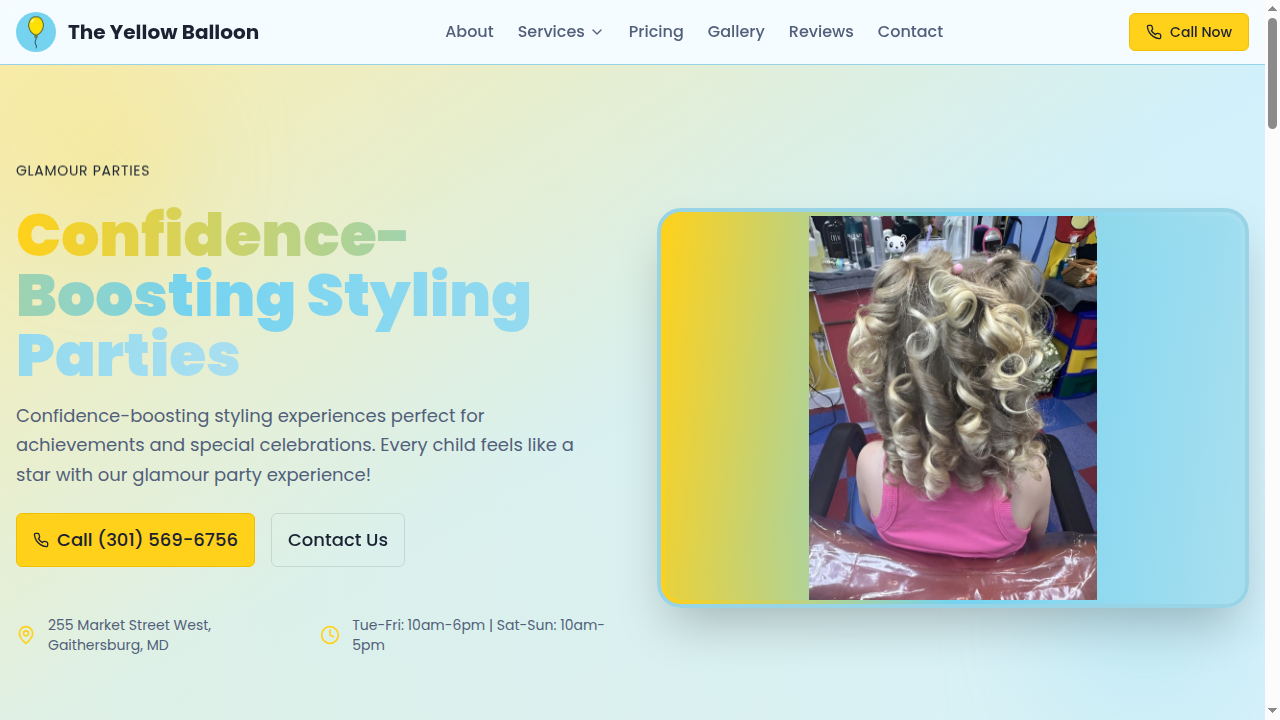 The Yellow Balloon
About
Services
Pricing
Gallery
Reviews
Contact
Call Now
GLAMOUR PARTIES
Confidence-
Boosting Styling
Parties
Confidence-boosting styling experiences perfect for
achievements and special celebrations. Every child feels like a
star with our glamour party experience!
Call (301) 569-6756
Contact Us
255 Market Street West,
Gaithersburg, MD
Tue-Fri: 10am-6pm | Sat-Sun: 10am-
5pm